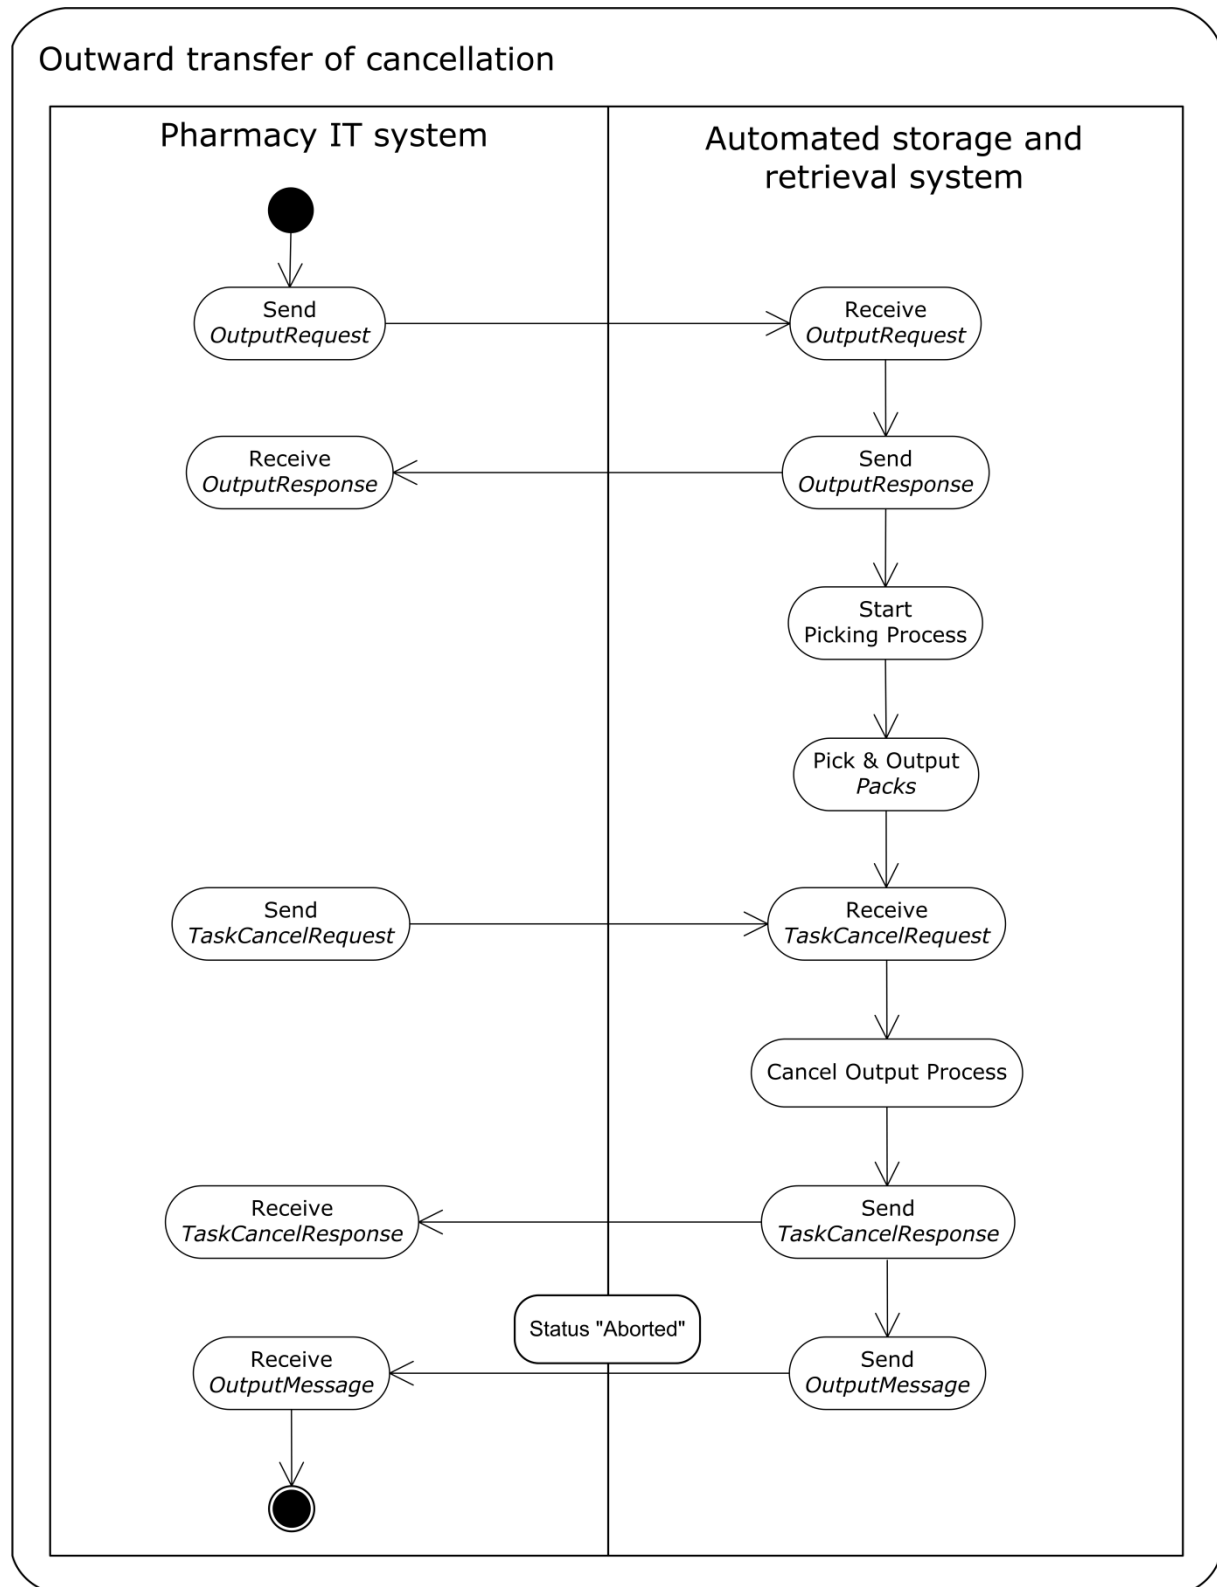 Outward transfer of cancellation
Pharmacy IT system
Automated storage and
retrieval system
Send
OutputRequest
Receive
OutputRequest
Receive
OutputResponse
Send
OutputResponse
Start
Picking Process
Pick & Output
Packs
Send
TaskCancelRequest
Receive
TaskCancelRequest
Cancel Output Process
Receive
TaskCancelResponse
Send
TaskCancelResponse
Status "Aborted"
Receive
OutputMessage
Send
OutputMessage